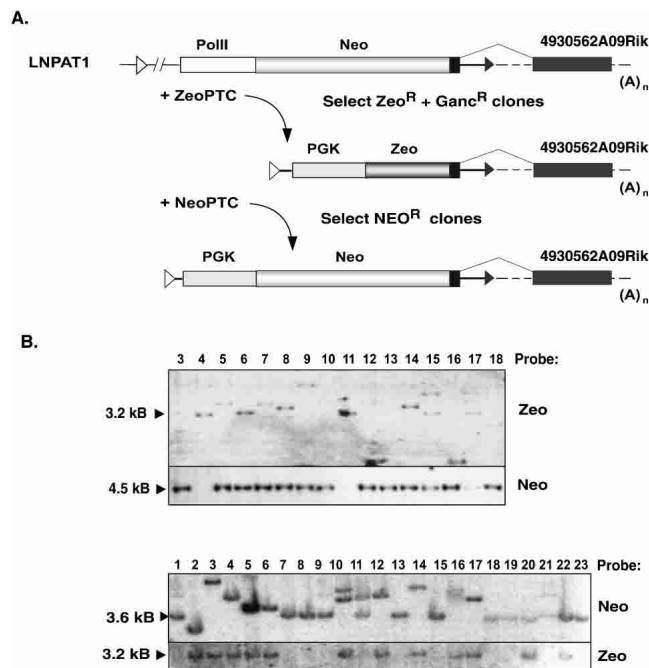 A.
4930562A09Rik
PolII Neo
LNPAT1
(A)n
+ ZeoPTC Select ZeoR + GancR clones
4930562A09Rik
PGK Zeo
(A)n
+ NeoPTC
Select NEOR clones
4930562A09Rik
PGK Neo
(A)n
B.
3 4 5 6 7 8 9 10 11 12 13 14 15 16 17 18 Probe:
3.2 kB Zeo
4.5 kB Neo
1 2 3 4 5 6 7 8 9 10 11 12 13 14 15 16 17 18 19 20 21 22 23 Probe:
Neo
3.6 kB
3.2 kB Zeo